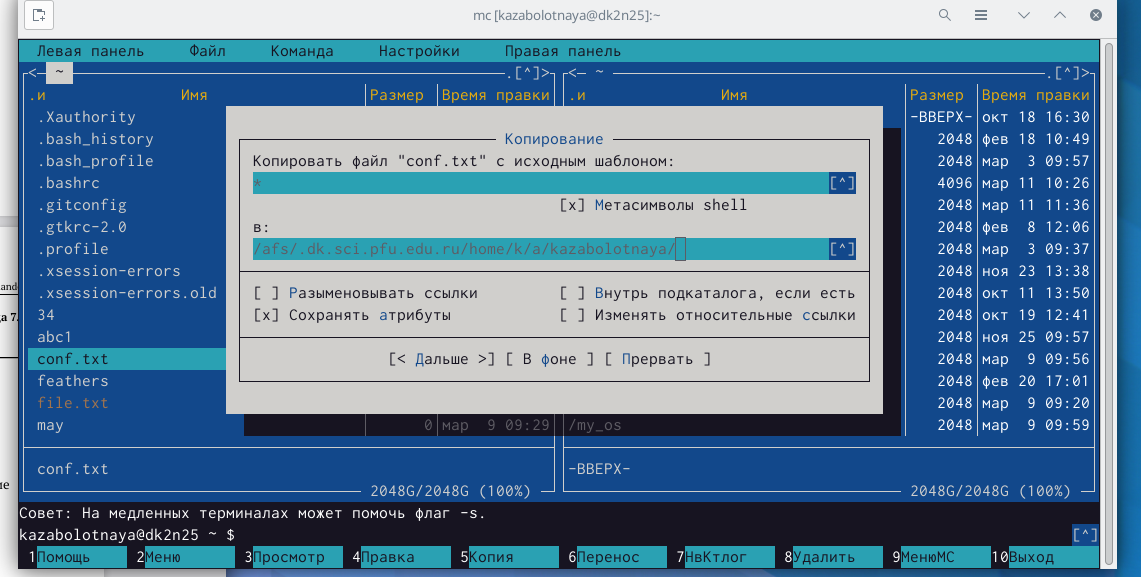 mc [kazabolotnaya@dk2n25]:~
Левая панель Файл Команда Настройки Правая панель
<─ ~ .[^]> <─ ~ .[^]>
.и Имя Размер Время правки .и Имя Размер Время правки
.Xauthority -ВВЕРХ- окт 18 16:30
.bash_history 2048 фев 18 10:49
.bash_profile 2048 мар 3 09:57
.bashrc 4096 мар 11 10:26
.gitconfig 2048 мар 11 11:36
.gtkrc-2.0 2048 фев 8 12:06
.profile 2048 мар 3 09:37
.xsession-errors 2048 ноя 23 13:38
.xsession-errors.old 2048 окт 11 13:50
34 2048 окт 19 12:41
abc1 2048 ноя 25 09:57
conf.txt 2048 мар 9 09:56
feathers 2048 фев 20 17:01
file.txt 2048 мар 9 09:20
may 0 мар 9 09:29 /my_os 2048 мар 9 09:59
Копирование
Копировать файл "conf.txt" с исходным шаблоном:
* [^]
[x] Метасимволы shell
в:
/afs/.dk.sci.pfu.edu.ru/home/k/a/kazabolotnaya/ [^]
[ ] Разыменовывать ссылки [ ] Внутрь подкаталога, если есть
[x] Сохранять атрибуты [ ] Изменять относительные ссылки
[< Дальше >] [ В фоне ] [ Прервать ]
conf.txt -ВВЕРХ-
2048G/2048G (100%) 2048G/2048G (100%)
Совет: На медленных терминалах может помочь флаг -s.
kazabolotnaya@dk2n25 ~ $ [^]
1Помощь 2Меню 3Просмотр 4Правка 5Копия 6Перенос 7НвКтлог 8Удалить 9МенюMC 10Выход